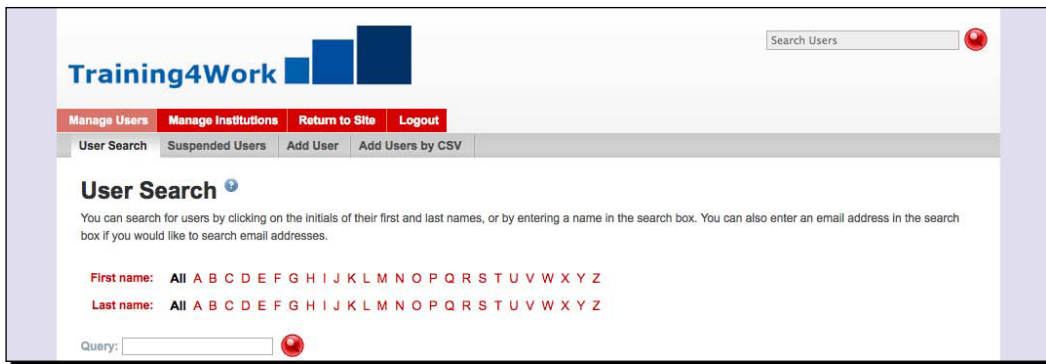 Search Users
Training4Work
Manage Users Manage Institutions Return to Site Logout
User Search Suspended Users Add User Add Users by CSV
User Search
You can search for users by clicking on the initials of their first and last names, or by entering a name in the search box. You can also enter an email address in the search
box if you would like to search email addresses.
First name: All A B C D E F G H I J K L M N O P Q R S T U V W X Y Z
Last name: All A B C D E F G H I J K L M N O P Q R S T U V W X Y Z
Query: